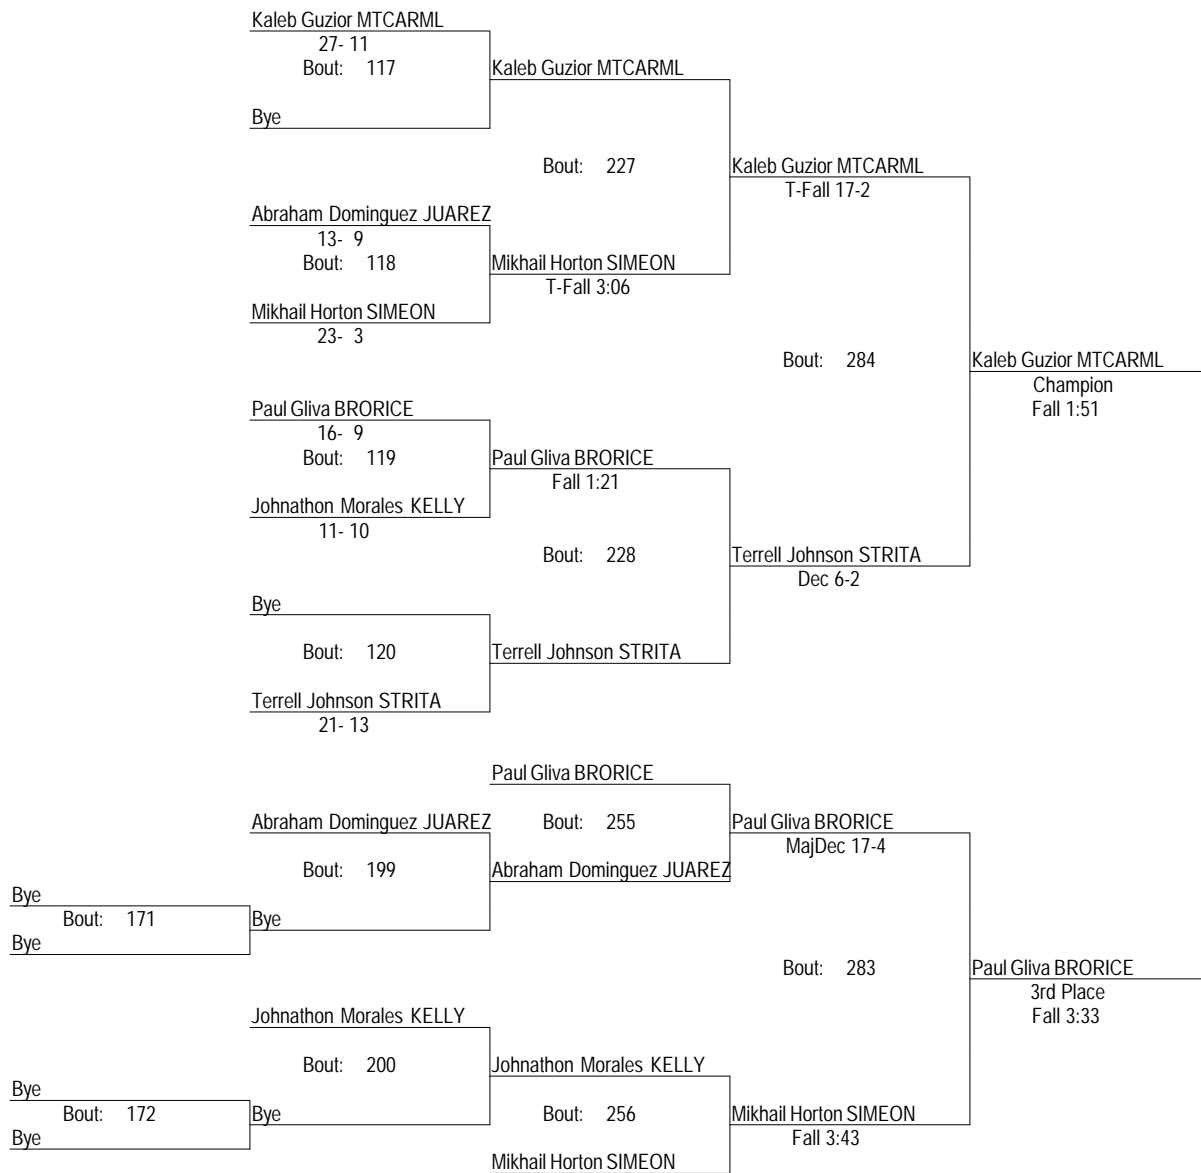 Kaleb Guzior MTCARML
27- 11
Bout: 117
Kaleb Guzior MTCARML
Bye
Bout: 227
Kaleb Guzior MTCARML
T-Fall 17-2
Abraham Dominguez JUAREZ
13- 9
Bout: 118
Mikhail Horton SIMEON
T-Fall 3:06
Mikhail Horton SIMEON
23- 3
Bout: 284
Kaleb Guzior MTCARML
Champion
Fall 1:51
Paul Gliva BRORICE
16- 9
Bout: 119
Paul Gliva BRORICE
Fall 1:21
Johnathon Morales KELLY
11- 10
Bout: 228
Terrell Johnson STRITA
Dec 6-2
Bye
Bout: 120
Terrell Johnson STRITA
Terrell Johnson STRITA
21- 13
Paul Gliva BRORICE
Abraham Dominguez JUAREZ
Bout: 255
Paul Gliva BRORICE
MajDec 17-4
Bout: 199
Abraham Dominguez JUAREZ
Bye
Bout: 171
Bye
Bye
Bout: 283
Paul Gliva BRORICE
3rd Place
Fall 3:33
Johnathon Morales KELLY
Bout: 200
Johnathon Morales KELLY
Bye
Bout: 172
Bye
Bye
Bout: 256
Mikhail Horton SIMEON
Fall 3:43
Mikhail Horton SIMEON